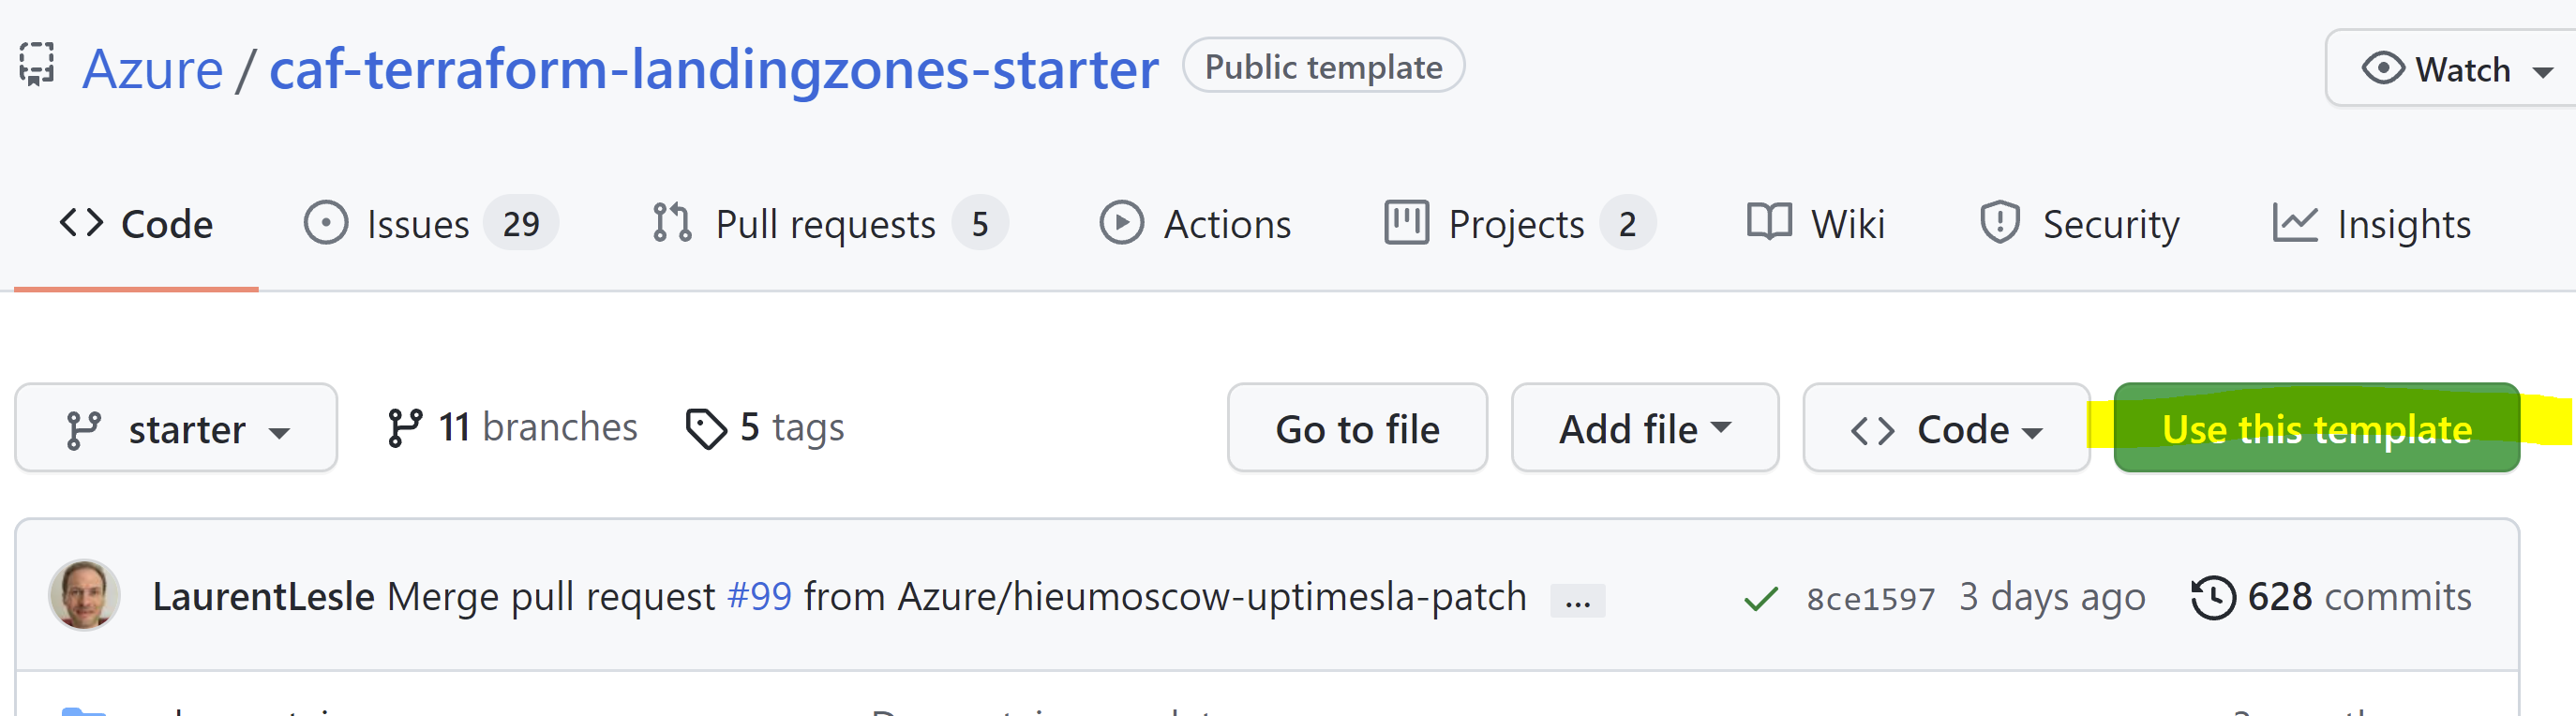 Azure / caf-terraform-landingzones-starter Public template Watch
Code Issues 29 Pull requests 5 Actions Projects 2 Wiki Security Insights
starter 11 branches 5 tags Go to file Add file Code Use this template
LaurentLesle Merge pull request #99 from Azure/hieumoscow-uptimesla-patch ... 8ce1597 3 days ago 628 commits